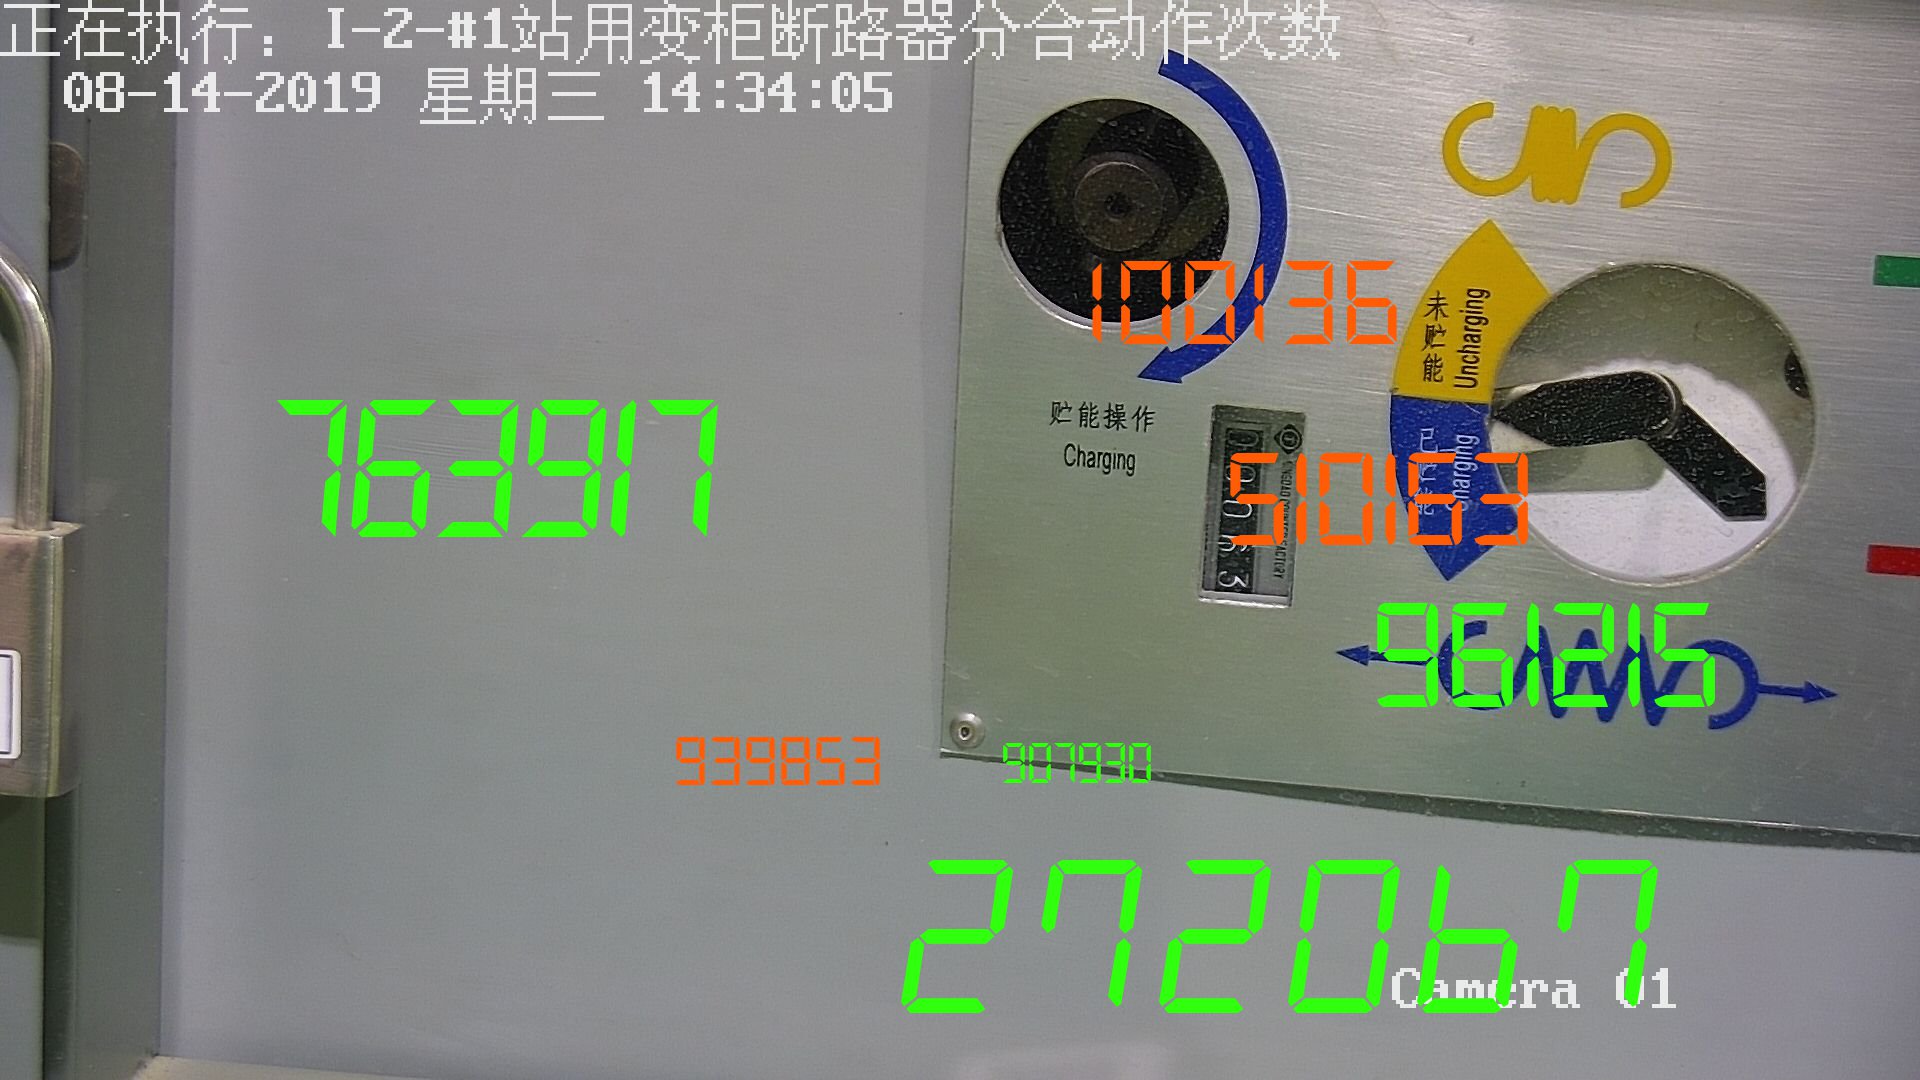 正在执行：I-2-#1站用变柜断路器分合动作次数
08-14-2019 星期三 14:34:05
100136
未贮能
Uncharging
763917
贮能操作
Charging
510163
Charging
961215
939853
907930
272067
Camera 01